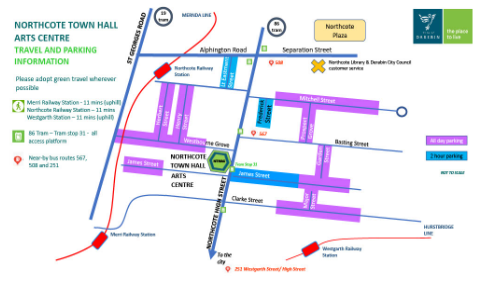 NORTHCOTE TOWN HALL
ARTS CENTRE
TRAVEL AND PARKING
INFORMATION
Please adopt green travel wherever
possible
Merri Railway Station - 11 mins (uphill)
Northcote Railway Station - 11 mins
Westgarth Station – 11 mins (uphill)
86 Tram – Tram stop 31 - all
access platform
Near-by bus routes 567,
508 and 251
ST GEORGES ROAD
MERNDA LINE
86
tram
Northcote
Plaza
the place
to live
DAREBIN
Alphington Road
Separation Street
508
Northcote Library & Darebin City Council
customer service
Northcote Railway
Station
Mitchell Street
567
Bastings Street
NORTHCOTE
TOWN HALL
ARTS
CENTRE
Tram Stop 31
James Street
James Street
Clarke Street
NORTHCOTE HIGH STREET
All day parking
2 hour parking
NOT TO SCALE
Merri Railway Station
To the
city
251 Westgarth Street/ High Street
Westgarth Railway
Station
HURSTBRIDGE
LINE